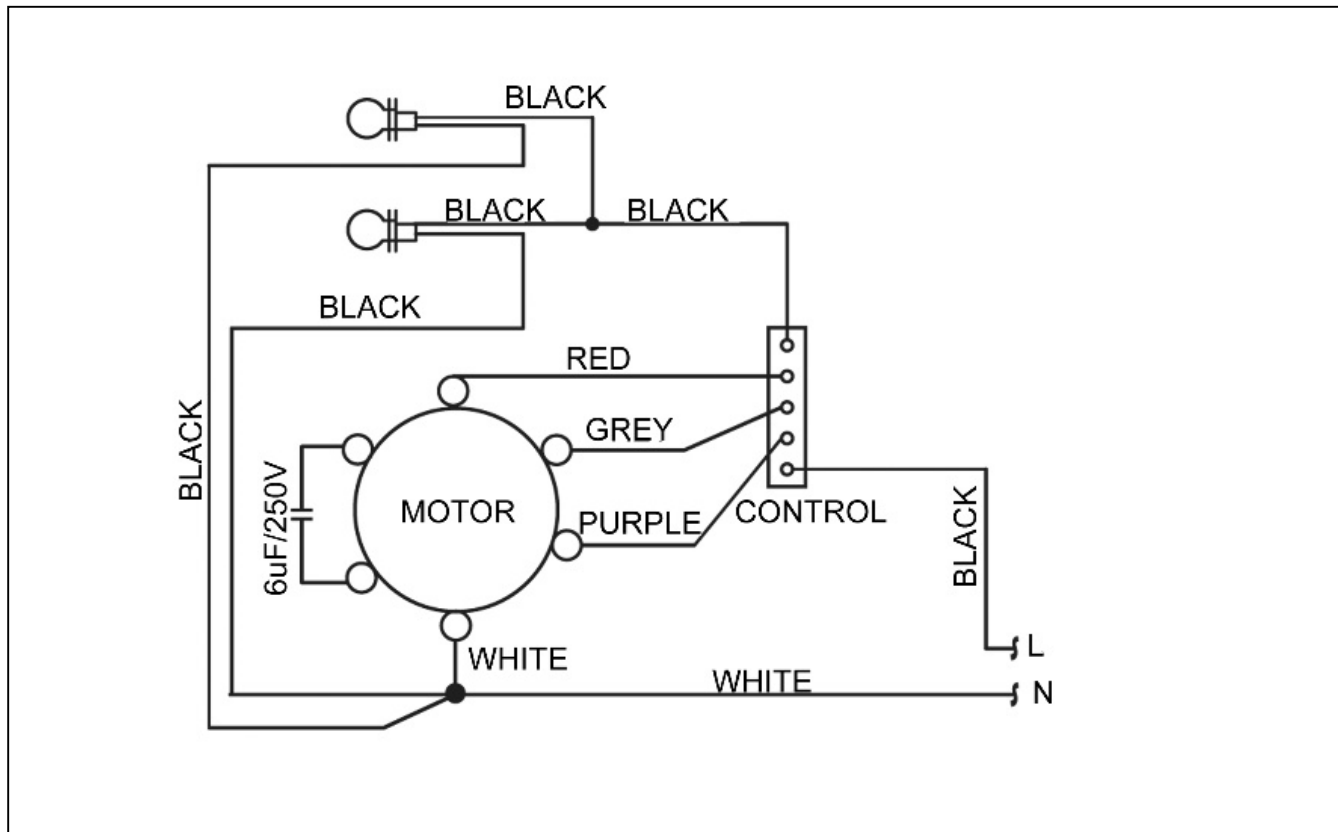 BLACK
BLACK
BLACK
BLACK
RED
BLACK
GREY
6uF/250V
MOTOR
PURPLE
CONTROL
BLACK
WHITE
L
WHITE
N